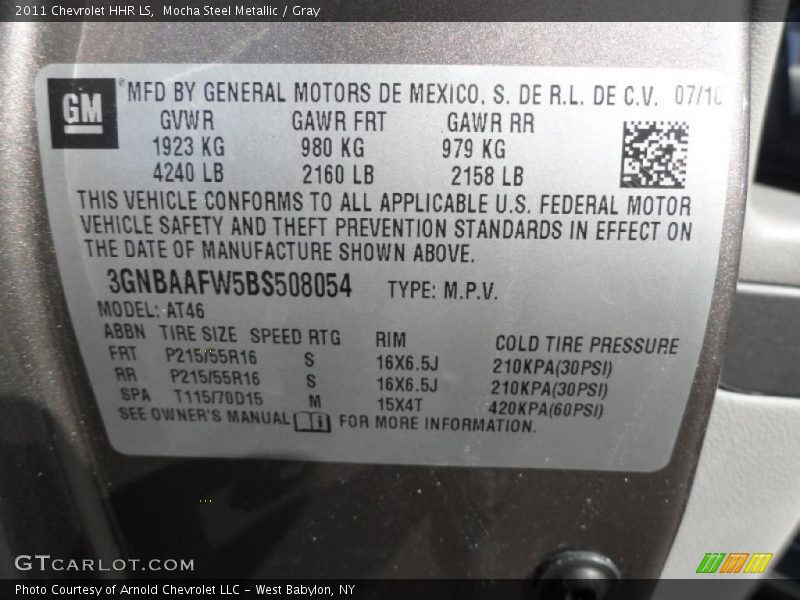 2011 Chevrolet HHR LS, Mocha Steel Metallic / Gray
GM ® MFD BY GENERAL MOTORS DE MEXICO, S. DE R.L. DE C.V. 07/10
GVWR GAWR FRT GAWR RR
1923 KG 980 KG 979 KG
4240 LB 2160 LB 2158 LB
THIS VEHICLE CONFORMS TO ALL APPLICABLE U.S. FEDERAL MOTOR
VEHICLE SAFETY AND THEFT PREVENTION STANDARDS IN EFFECT ON
THE DATE OF MANUFACTURE SHOWN ABOVE.
3GNBAAFW5BS508054 TYPE: M.P.V.
MODEL: AT46
ABBN TIRE SIZE SPEED RTG RIM COLD TIRE PRESSURE
FRT P215/55R16 S 16X6.5J 210KPA(30PSI)
RR P215/55R16 S 16X6.5J 210KPA(30PSI)
SPA T115/70D15 M 15X4T 420KPA(60PSI)
SEE OWNER'S MANUAL i FOR MORE INFORMATION.
GTCARLOT.COM
Photo Courtesy of Arnold Chevrolet LLC - West Babylon, NY